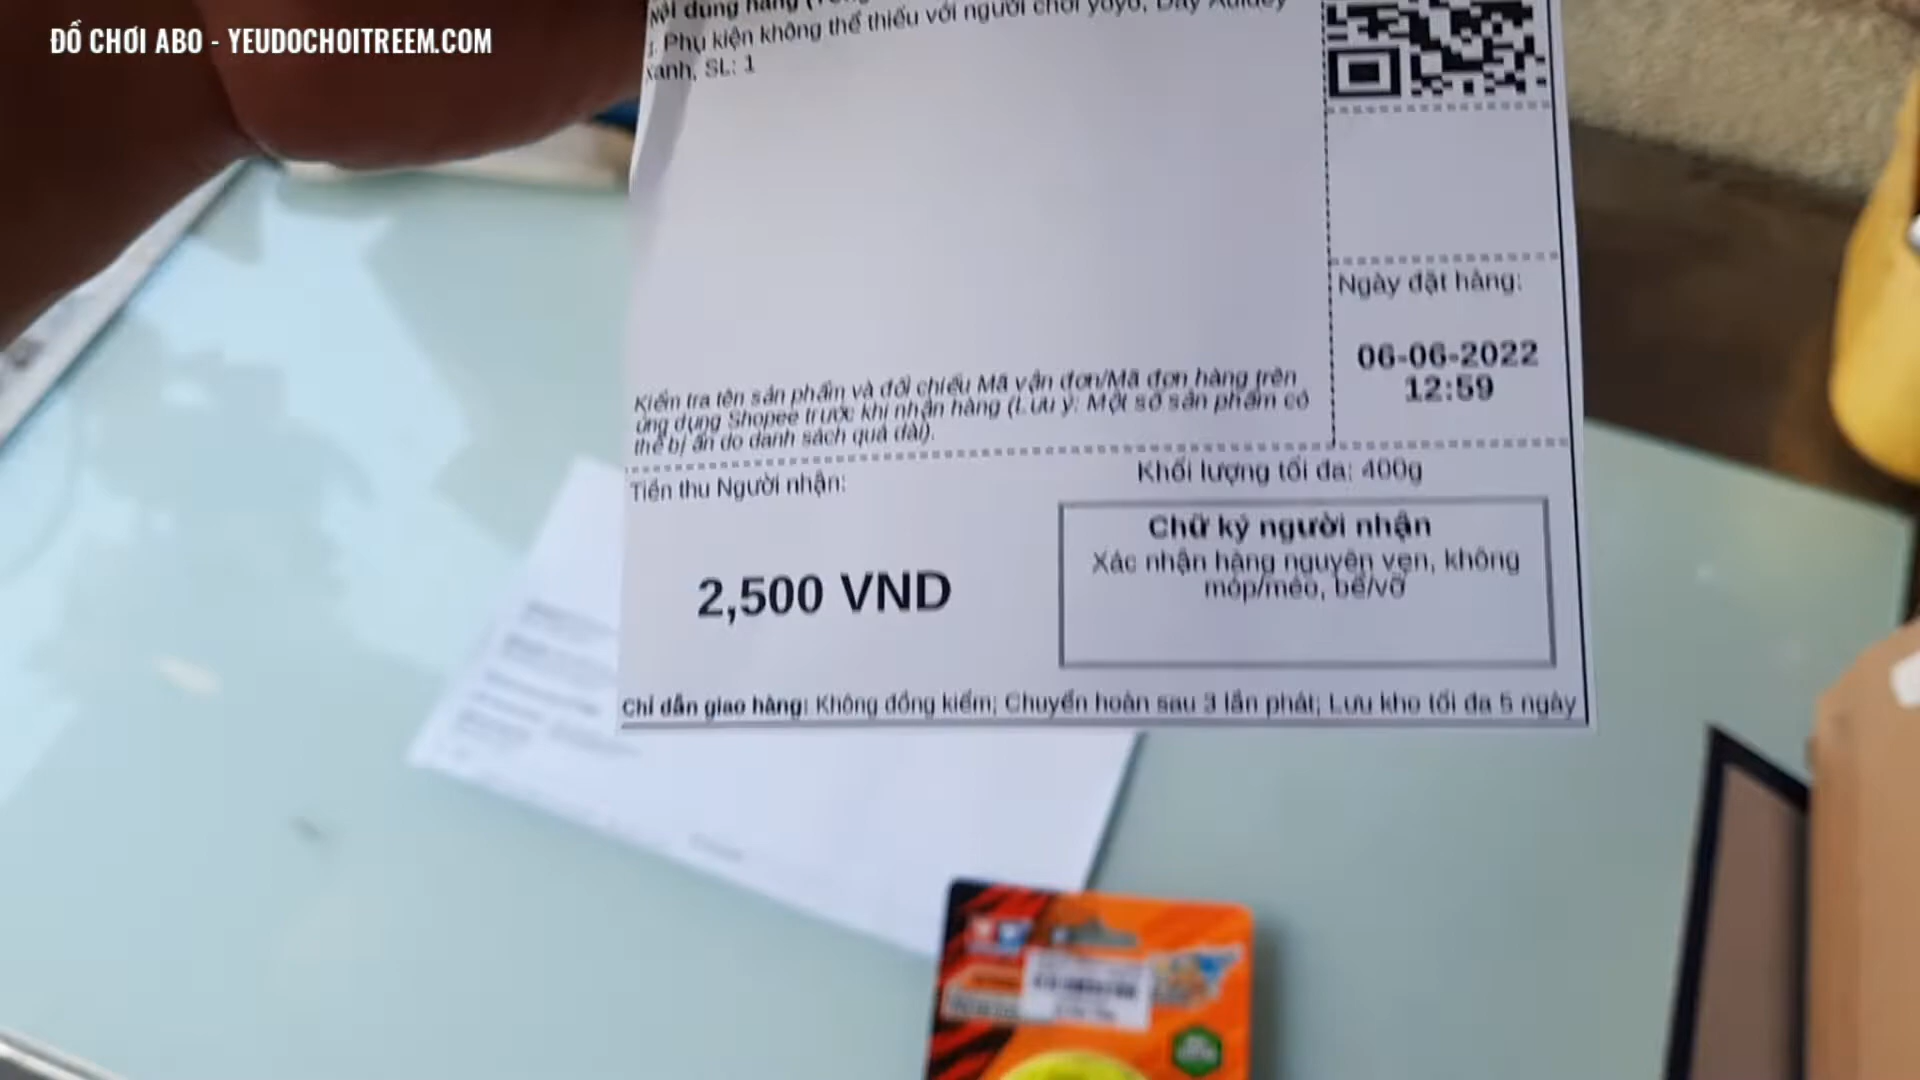 ĐỒ CHƠI ABO - YEUDOCHOITREEM.COM
Nội dung hàng
1. Phụ kiện không thể thiếu với người chơi yoyo, Dây Auldey
Xanh, SL: 1
Ngày đặt hàng:
06-06-2022
12:59
Kiểm tra tên sản phẩm và đối chiếu Mã vận đơn/Mã đơn hàng trên
ứng dụng Shopee trước khi nhận hàng (Lưu ý: Một số sản phẩm có
thể bị ẩn do danh sách quá dài).
Tiền thu Người nhận:
Khối lượng tối đa: 400g
2,500 VND
Chữ ký người nhận
Xác nhận hàng nguyên vẹn, không
móp/méo, bể/vỡ
Chỉ dẫn giao hàng: Không đồng kiểm; Chuyển hoàn sau 3 lần phát; Lưu kho tối đa 5 ngày